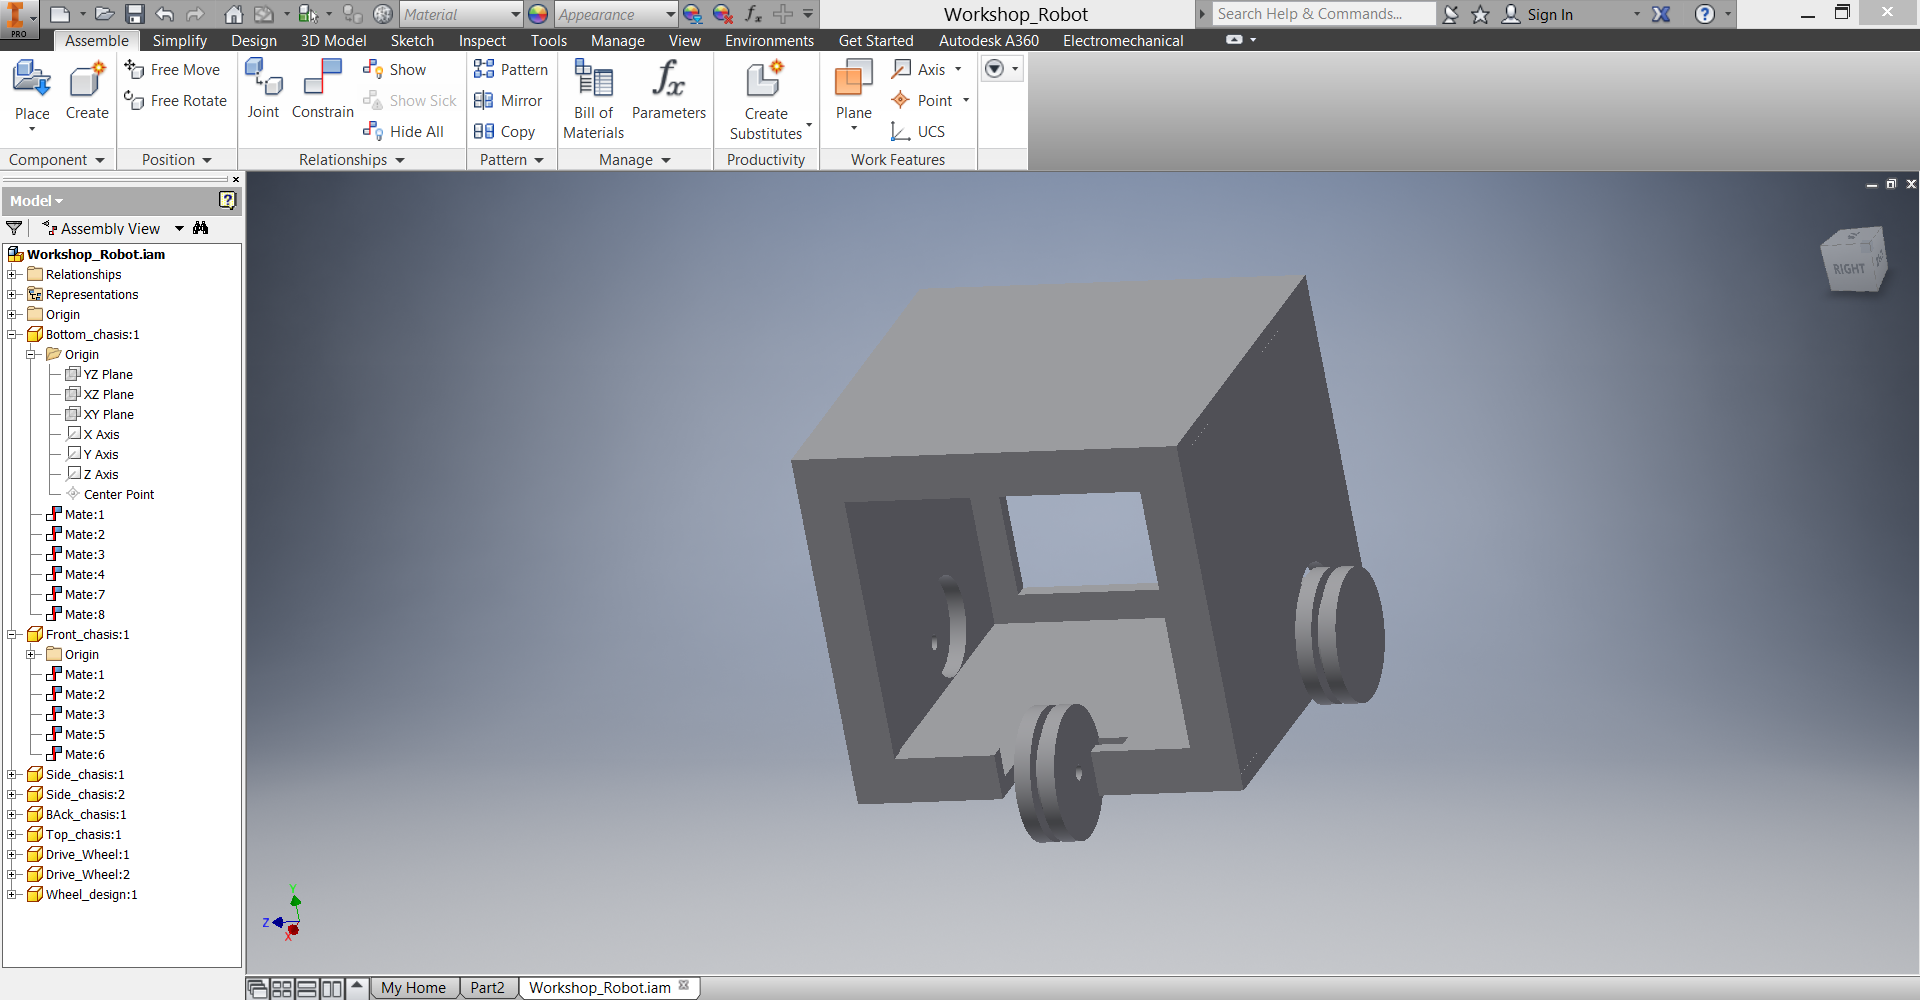 PRO
Material
Appearance
fx
Workshop_Robot
Search Help & Commands...
Sign In
Assemble
Simplify
Design
3D Model
Sketch
Inspect
Tools
Manage
View
Environments
Get Started
Autodesk A360
Electromechanical
Place
Create
Free Move
Free Rotate
Joint
Constrain
Show
Show Sick
Hide All
Pattern
Mirror
Copy
Bill of
Materials
fx
Parameters
Create
Substitutes
Plane
Axis
Point
UCS
Component
Position
Relationships
Pattern
Manage
Productivity
Work Features
Model
Assembly View
Workshop_Robot.iam
Relationships
Representations
Origin
Bottom_chasis:1
Origin
YZ Plane
XZ Plane
XY Plane
X Axis
Y Axis
Z Axis
Center Point
Mate:1
Mate:2
Mate:3
Mate:4
Mate:7
Mate:8
Front_chasis:1
Origin
Mate:1
Mate:2
Mate:3
Mate:5
Mate:6
Side_chasis:1
Side_chasis:2
BAck_chasis:1
Top_chasis:1
Drive_Wheel:1
Drive_Wheel:2
Wheel_design:1
RIGHT
Y
Z
X
My Home
Part2
Workshop_Robot.iam